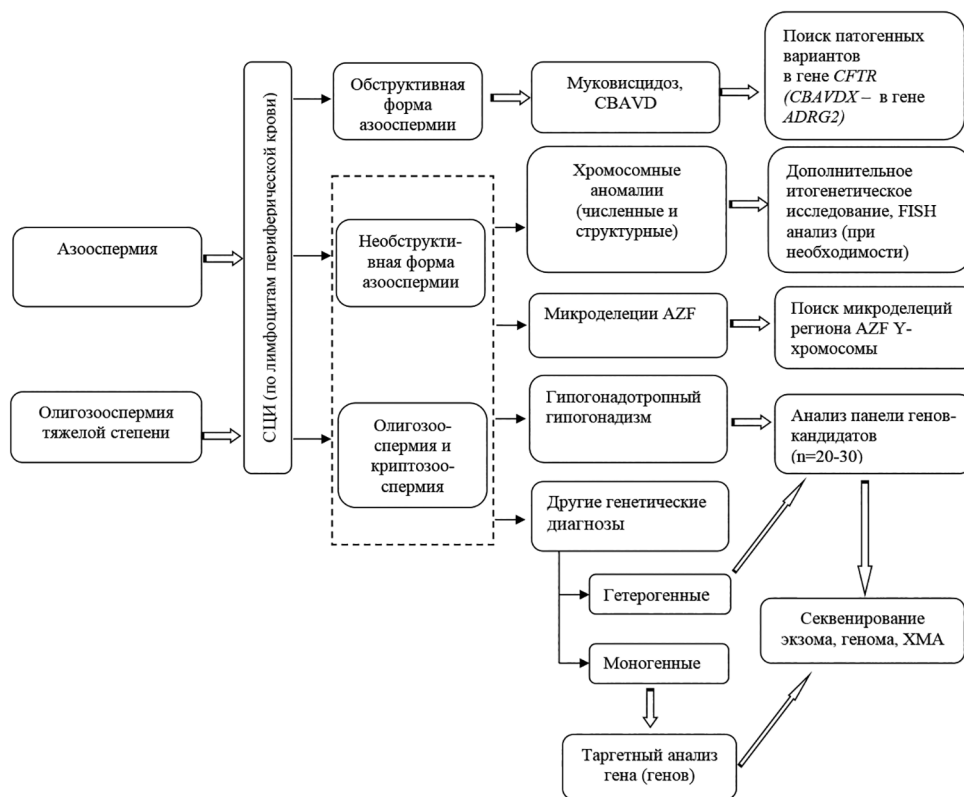 Азооспермия
Олигозооспермия
тяжелой степени
СЦИ (по лимфоцитам периферической крови)
Обструктивная
форма
азооспермии
Муковисцидоз,
CBAVD
Поиск патогенных
вариантов
в гене CFTR
(CBAVDX – в гене
ADRG2)
Необструкти-
вная форма
азооспермии
Хромосомные
аномалии
(численные и
структурные)
Дополнительное
итогенетическое
исследование, FISH
анализ (при
необходимости)
Микроделеции AZF
Поиск микроделеций
региона AZF Y-
хромосомы
Олигозоо-
спермия и
криптозоо-
спермия
Гипогонадотропный
гипогонадизм
Анализ панели генов-
кандидатов
(n=20-30)
Другие генетические
диагнозы
Гетерогенные
Моногенные
Таргетный анализ
гена (генов)
Секвенирование
экзома, генома, ХМА